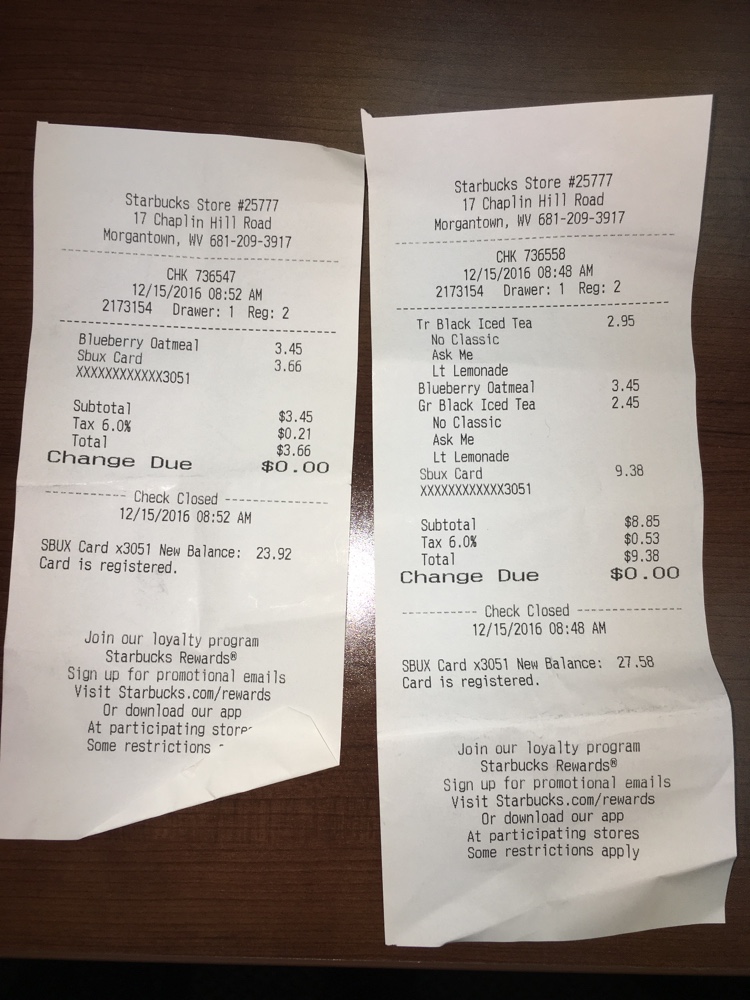 Starbucks Store #25777
17 Chaplin Hill Road
Morgantown, WV 681-209-3917
CHK 736547
12/15/2016 08:52 AM
2173154 Drawer: 1 Reg: 2
Blueberry Oatmeal 3.45
Sbux Card 3.66
XXXXXXXXXXXX3051
Subtotal $3.45
Tax 6.0% $0.21
Total $3.66
Change Due $0.00
------------ Check Closed ---------------
12/15/2016 08:52 AM
SBUX Card x3051 New Balance: 23.92
Card is registered.
Join our loyalty program
Starbucks Rewards®
Sign up for promotional emails
Visit Starbucks.com/rewards
Or download our app
At participating stores
Some restrictions
Starbucks Store #25777
17 Chaplin Hill Road
Morgantown, WV 681-209-3917
CHK 736558
12/15/2016 08:48 AM
2173154 Drawer: 1 Reg: 2
Tr Black Iced Tea 2.95
No Classic
Ask Me
Lt Lemonade
Blueberry Oatmeal 3.45
Gr Black Iced Tea 2.45
No Classic
Ask Me
Lt Lemonade
Sbux Card 9.38
XXXXXXXXXXXX3051
Subtotal $8.85
Tax 6.0% $0.53
Total $9.38
Change Due $0.00
----------- Check Closed ---------------
12/15/2016 08:48 AM
SBUX Card x3051 New Balance: 27.58
Card is registered.
Join our loyalty program
Starbucks Rewards®
Sign up for promotional emails
Visit Starbucks.com/rewards
Or download our app
At participating stores
Some restrictions apply